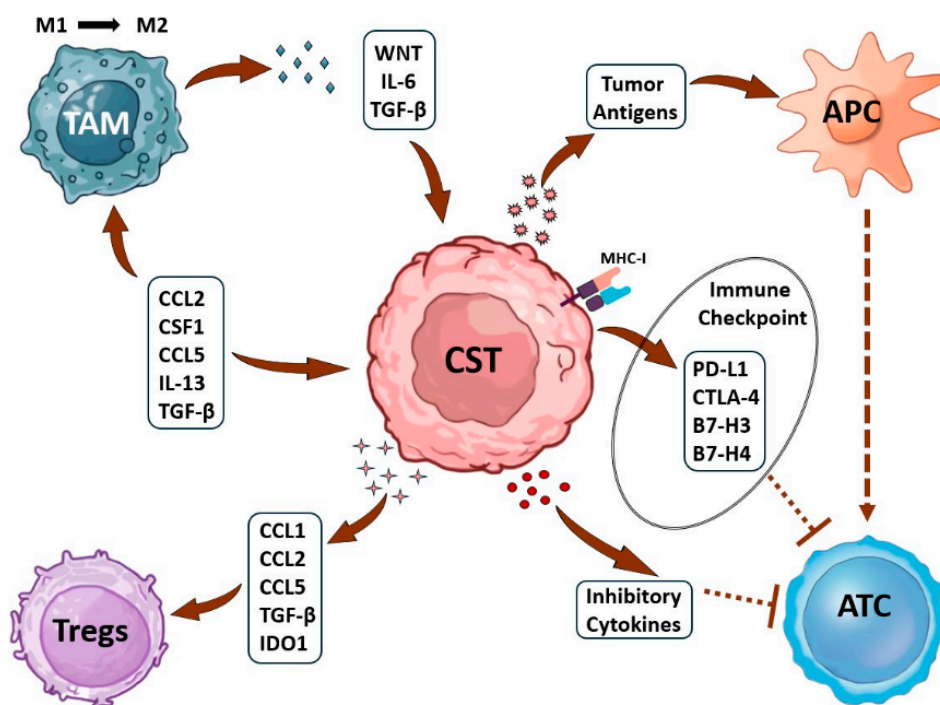 M1 M2
TAM
WNT
IL-6
TGF-β
Tumor
Antigens
APC
MHC-I
Immune
Checkpoint
CCL2
CSF1
CCL5
IL-13
TGF-β
CST
PD-L1
CTLA-4
B7-H3
B7-H4
CCL1
CCL2
CCL5
TGF-β
IDO1
Tregs
Inhibitory
Cytokines
ATC